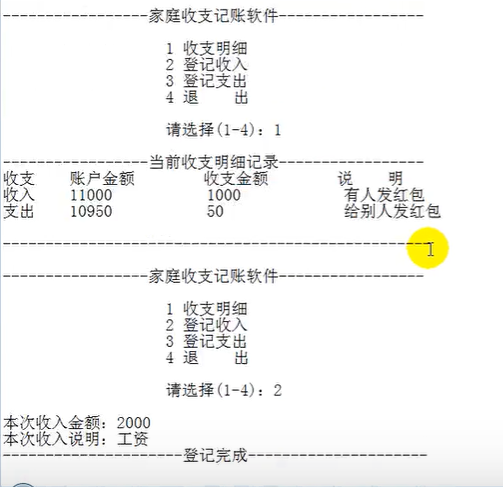 -----------------家庭收支记账软件-----------------
1 收支明细
2 登记收入
3 登记支出
4 退    出
请选择(1-4)：1
-----------------当前收支明细记录-----------------
收支    账户金额        收支金额        说    明
收入    11000        1000        有人发红包
支出    10950        50        给别人发红包
--------------------------------------------------
-----------------家庭收支记账软件-----------------
1 收支明细
2 登记收入
3 登记支出
4 退    出
请选择(1-4)：2
本次收入金额：2000
本次收入说明：工资
---------------------登记完成---------------------